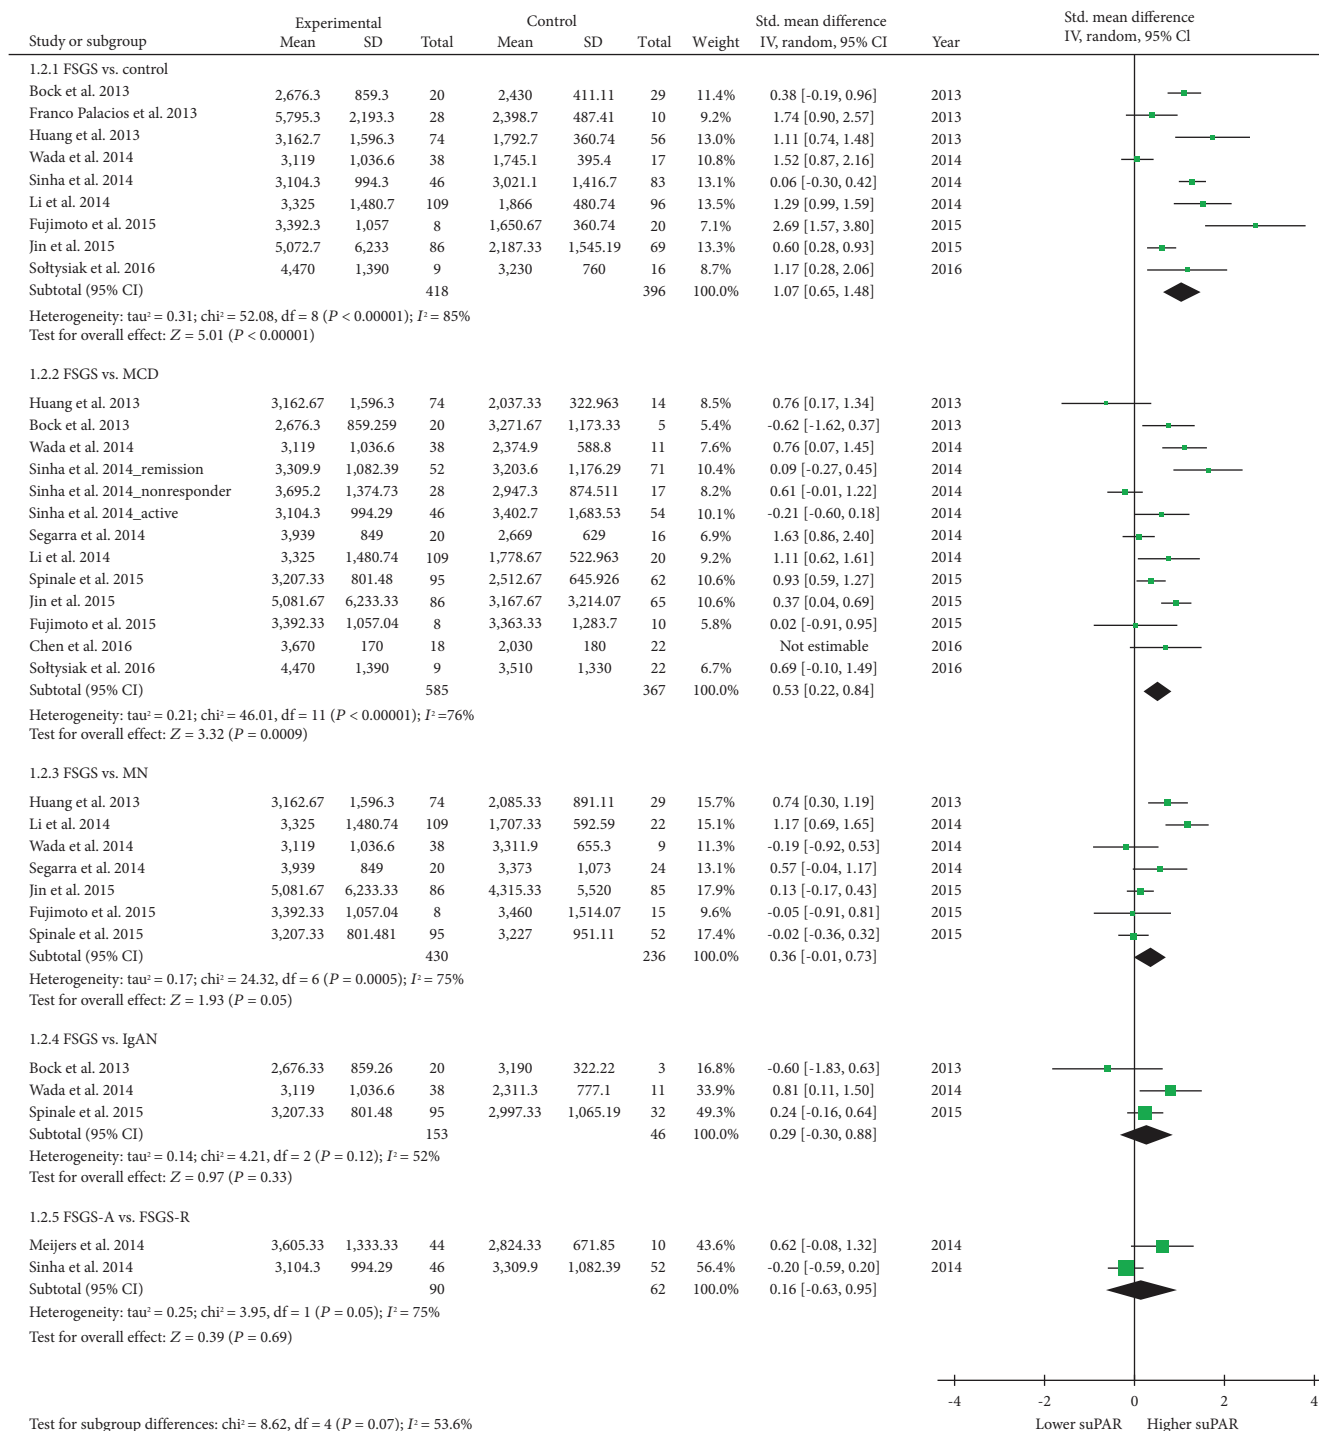 Experimental Control Std. mean difference Std. mean difference
Study or subgroup Mean SD Total Mean SD Total Weight IV, random, 95% CI Year IV, random, 95% Cl
1.2.1 FSGS vs. control
Bock et al. 2013 2,676.3 859.3 20 2,430 411.11 29 11.4% 0.38 [-0.19, 0.96] 2013
Franco Palacios et al. 2013 5,795.3 2,193.3 28 2,398.7 487.41 10 9.2% 1.74 [0.90, 2.57] 2013
Huang et al. 2013 3,162.7 1,596.3 74 1,792.7 360.74 56 13.0% 1.11 [0.74, 1.48] 2013
Wada et al. 2014 3,119 1,036.6 38 1,745.1 395.4 17 10.8% 1.52 [0.87, 2.16] 2014
Sinha et al. 2014 3,104.3 994.3 46 3,021.1 1,416.7 83 13.1% 0.06 [-0.30, 0.42] 2014
Li et al. 2014 3,325 1,480.7 109 1,866 480.74 96 13.5% 1.29 [0.99, 1.59] 2014
Fujimoto et al. 2015 3,392.3 1,057 8 1,650.67 360.74 20 7.1% 2.69 [1.57, 3.80] 2015
Jin et al. 2015 5,072.7 6,233 86 2,187.33 1,545.19 69 13.3% 0.60 [0.28, 0.93] 2015
Sołtysiak et al. 2016 4,470 1,390 9 3,230 760 16 8.7% 1.17 [0.28, 2.06] 2016
Subtotal (95% CI) 418 396 100.0% 1.07 [0.65, 1.48]
Heterogeneity: tau² = 0.31; chi² = 52.08, df = 8 (P < 0.00001); I² = 85%
Test for overall effect: Z = 5.01 (P < 0.00001)
1.2.2 FSGS vs. MCD
Huang et al. 2013 3,162.67 1,596.3 74 2,037.33 322.963 14 8.5% 0.76 [0.17, 1.34] 2013
Bock et al. 2013 2,676.3 859.259 20 3,271.67 1,173.33 5 5.4% -0.62 [-1.62, 0.37] 2013
Wada et al. 2014 3,119 1,036.6 38 2,374.9 588.8 11 7.6% 0.76 [0.07, 1.45] 2014
Sinha et al. 2014_remission 3,309.9 1,082.39 52 3,203.6 1,176.29 71 10.4% 0.09 [-0.27, 0.45] 2014
Sinha et al. 2014_nonresponder 3,695.2 1,374.73 28 2,947.3 874.511 17 8.2% 0.61 [-0.01, 1.22] 2014
Sinha et al. 2014_active 3,104.3 994.29 46 3,402.7 1,683.53 54 10.1% -0.21 [-0.60, 0.18] 2014
Segarra et al. 2014 3,939 849 20 2,669 629 16 6.9% 1.63 [0.86, 2.40] 2014
Li et al. 2014 3,325 1,480.74 109 1,778.67 522.963 20 9.2% 1.11 [0.62, 1.61] 2014
Spinale et al. 2015 3,207.33 801.48 95 2,512.67 645.926 62 10.6% 0.93 [0.59, 1.27] 2015
Jin et al. 2015 5,081.67 6,233.33 86 3,167.67 3,214.07 65 10.6% 0.37 [0.04, 0.69] 2015
Fujimoto et al. 2015 3,392.33 1,057.04 8 3,363.33 1,283.7 10 5.8% 0.02 [-0.91, 0.95] 2015
Chen et al. 2016 3,670 170 18 2,030 180 22 Not estimable 2016
Sołtysiak et al. 2016 4,470 1,390 9 3,510 1,330 22 6.7% 0.69 [-0.10, 1.49] 2016
Subtotal (95% CI) 585 367 100.0% 0.53 [0.22, 0.84]
Heterogeneity: tau² = 0.21; chi² = 46.01, df = 11 (P < 0.00001); I² =76%
Test for overall effect: Z = 3.32 (P = 0.0009)
1.2.3 FSGS vs. MN
Huang et al. 2013 3,162.67 1,596.3 74 2,085.33 891.11 29 15.7% 0.74 [0.30, 1.19] 2013
Li et al. 2014 3,325 1,480.74 109 1,707.33 592.59 22 15.1% 1.17 [0.69, 1.65] 2014
Wada et al. 2014 3,119 1,036.6 38 3,311.9 655.3 9 11.3% -0.19 [-0.92, 0.53] 2014
Segarra et al. 2014 3,939 849 20 3,373 1,073 24 13.1% 0.57 [-0.04, 1.17] 2014
Jin et al. 2015 5,081.67 6,233.33 86 4,315.33 5,520 85 17.9% 0.13 [-0.17, 0.43] 2015
Fujimoto et al. 2015 3,392.33 1,057.04 8 3,460 1,514.07 15 9.6% -0.05 [-0.91, 0.81] 2015
Spinale et al. 2015 3,207.33 801.481 95 3,227 951.11 52 17.4% -0.02 [-0.36, 0.32] 2015
Subtotal (95% CI) 430 236 100.0% 0.36 [-0.01, 0.73]
Heterogeneity: tau² = 0.17; chi² = 24.32, df = 6 (P = 0.0005); I² = 75%
Test for overall effect: Z = 1.93 (P = 0.05)
1.2.4 FSGS vs. IgAN
Bock et al. 2013 2,676.33 859.26 20 3,190 322.22 3 16.8% -0.60 [-1.83, 0.63] 2013
Wada et al. 2014 3,119 1,036.6 38 2,311.3 777.1 11 33.9% 0.81 [0.11, 1.50] 2014
Spinale et al. 2015 3,207.33 801.48 95 2,997.33 1,065.19 32 49.3% 0.24 [-0.16, 0.64] 2015
Subtotal (95% CI) 153 46 100.0% 0.29 [-0.30, 0.88]
Heterogeneity: tau² = 0.14; chi² = 4.21, df = 2 (P = 0.12); I² = 52%
Test for overall effect: Z = 0.97 (P = 0.33)
1.2.5 FSGS-A vs. FSGS-R
Meijers et al. 2014 3,605.33 1,333.33 44 2,824.33 671.85 10 43.6% 0.62 [-0.08, 1.32] 2014
Sinha et al. 2014 3,104.3 994.29 46 3,309.9 1,082.39 52 56.4% -0.20 [-0.59, 0.20] 2014
Subtotal (95% CI) 90 62 100.0% 0.16 [-0.63, 0.95]
Heterogeneity: tau² = 0.25; chi² = 3.95, df = 1 (P = 0.05); I² = 75%
Test for overall effect: Z = 0.39 (P = 0.69)
-4 -2 0 2 4
Test for subgroup differences: chi² = 8.62, df = 4 (P = 0.07); I² = 53.6% Lower suPAR Higher suPAR